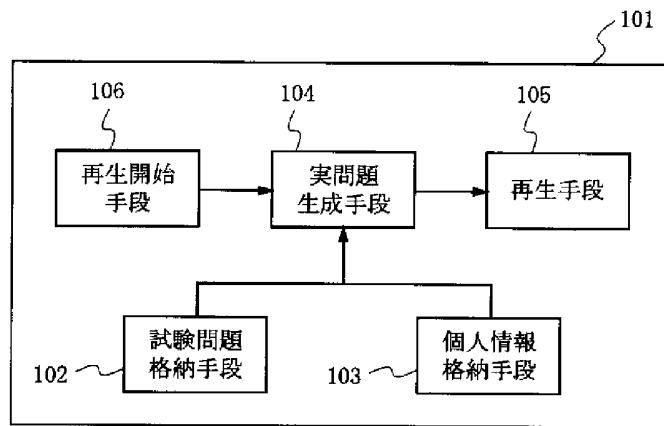 101
106
104
105
再生開始
手段
実問題
生成手段
再生手段
試験問題
格納手段
個人情報
格納手段
102
103